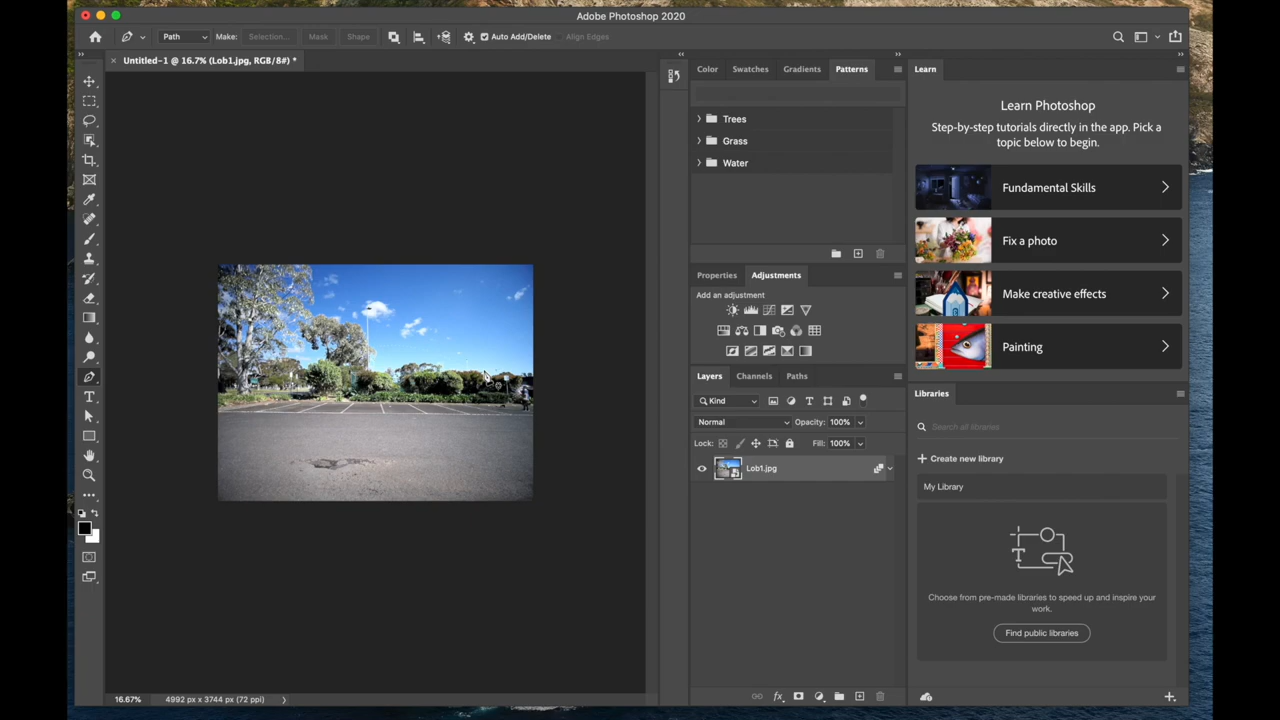 Adobe Photoshop 2020
Path
Make:
Selection...
Mask
Shape
Auto Add/Delete
Align Edges
Untitled-1 @ 16.7% (Lob1.jpg, RGB/8#) *
Color
Swatches
Gradients
Patterns
Trees
Grass
Water
Properties
Adjustments
Add an adjustment
Layers
Channels
Paths
Kind
Normal
Opacity: 100%
Lock:
Fill: 100%
Lob1.jpg
Learn
Learn Photoshop
Step-by-step tutorials directly in the app. Pick a
topic below to begin.
Fundamental Skills
Fix a photo
Make creative effects
Painting
Libraries
Search all libraries
Create new library
My Library
Choose from pre-made libraries to speed up and inspire your
work.
Find public libraries
16.67%
4992 px x 3744 px (72 ppi)